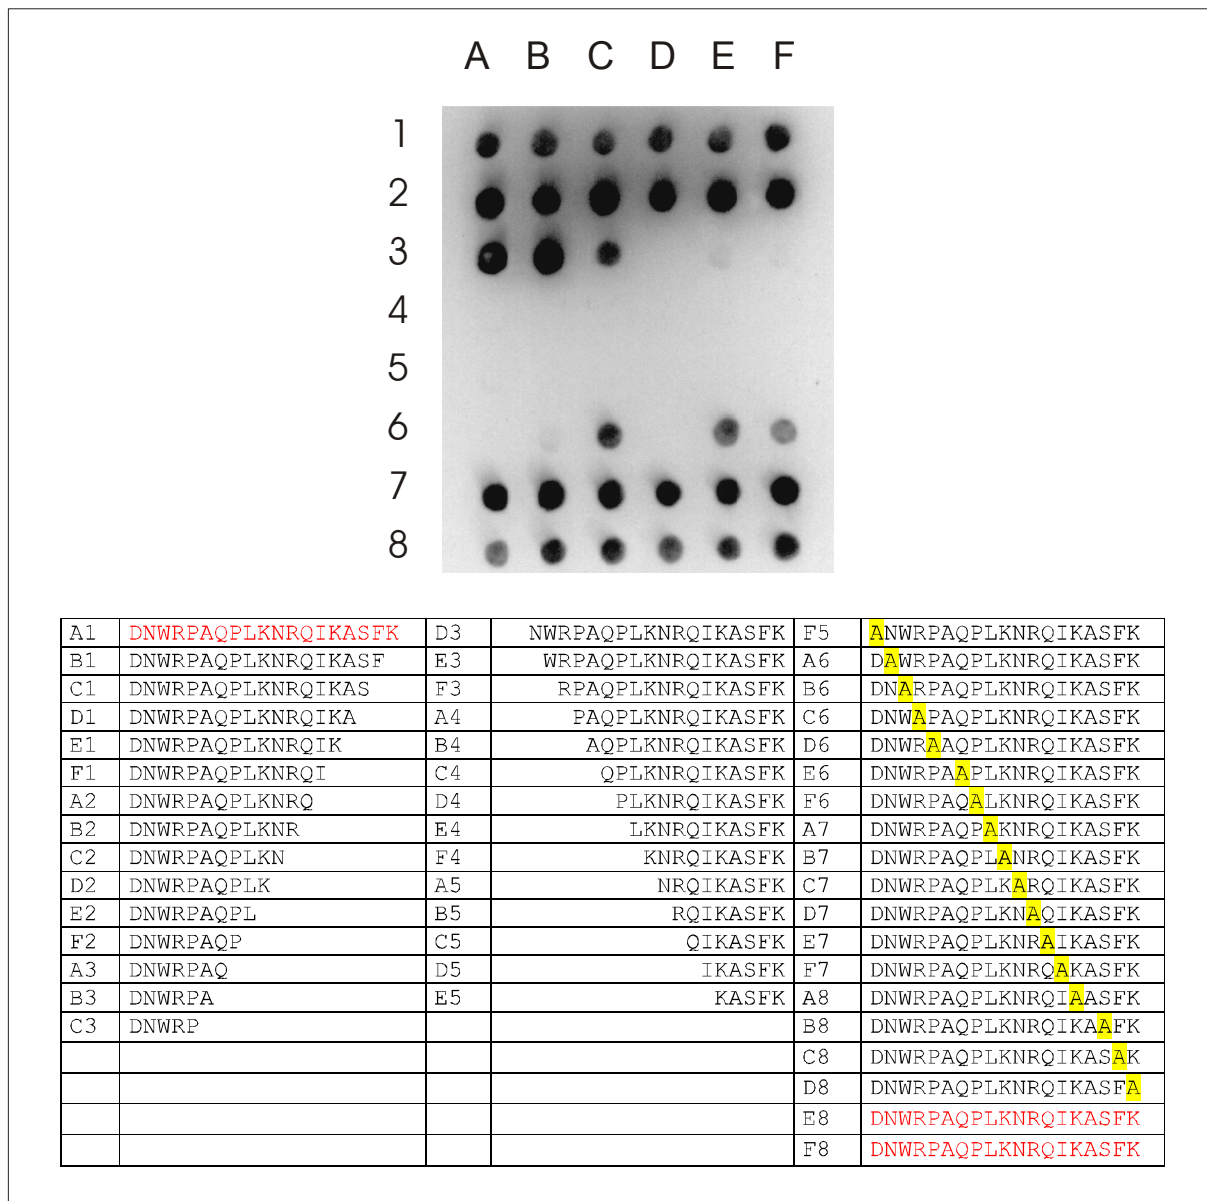 A B C D E F
1
2
3
4
5
6
7
8
A1 DNWRPAQPLKNRQIKASFK D3 NWRPAQPLKNRQIKASFK F5 ANWRPAQPLKNRQIKASFK
B1 DNWRPAQPLKNRQIKASF E3 WRPAQPLKNRQIKASFK A6 DAWRPAQPLKNRQIKASFK
C1 DNWRPAQPLKNRQIKAS F3 RPAQPLKNRQIKASFK B6 DNARPAQPLKNRQIKASFK
D1 DNWRPAQPLKNRQIKA A4 PAQPLKNRQIKASFK C6 DNWAPAQPLKNRQIKASFK
E1 DNWRPAQPLKNRQIK B4 AQPLKNRQIKASFK D6 DNWRAAQPLKNRQIKASFK
F1 DNWRPAQPLKNRQI C4 QPLKNRQIKASFK E6 DNWRPAAPLKNRQIKASFK
A2 DNWRPAQPLKNRQ D4 PLKNRQIKASFK F6 DNWRPAQALKNRQIKASFK
B2 DNWRPAQPLKNR E4 LKNRQIKASFK A7 DNWRPAQPAKNRQIKASFK
C2 DNWRPAQPLKN F4 KNRQIKASFK B7 DNWRPAQPLANRQIKASFK
D2 DNWRPAQPLK A5 NRQIKASFK C7 DNWRPAQPLKARQIKASFK
E2 DNWRPAQPL B5 RQIKASFK D7 DNWRPAQPLKNAQIKASFK
F2 DNWRPAQP C5 QIKASFK E7 DNWRPAQPLKNRAIKASFK
A3 DNWRPAQ D5 IKASFK F7 DNWRPAQPLKNRQAKASFK
B3 DNWRPA E5 KASFK A8 DNWRPAQPLKNRQIAASFK
C3 DNWRP B8 DNWRPAQPLKNRQIKAAFK
C8 DNWRPAQPLKNRQIKASAK
D8 DNWRPAQPLKNRQIKASFA
E8 DNWRPAQPLKNRQIKASFK
F8 DNWRPAQPLKNRQIKASFK